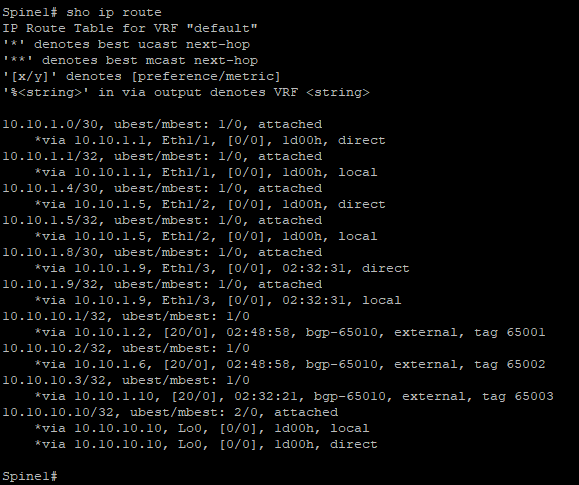 Spine1# sho ip route
IP Route Table for VRF "default"
'*' denotes best ucast next-hop
'**' denotes best mcast next-hop
'[x/y]' denotes [preference/metric]
'%<string>' in via output denotes VRF <string>

10.10.1.0/30, ubest/mbest: 1/0, attached
    *via 10.10.1.1, Eth1/1, [0/0], 1d00h, direct
10.10.1.1/32, ubest/mbest: 1/0, attached
    *via 10.10.1.1, Eth1/1, [0/0], 1d00h, local
10.10.1.4/30, ubest/mbest: 1/0, attached
    *via 10.10.1.5, Eth1/2, [0/0], 1d00h, direct
10.10.1.5/32, ubest/mbest: 1/0, attached
    *via 10.10.1.5, Eth1/2, [0/0], 1d00h, local
10.10.1.8/30, ubest/mbest: 1/0, attached
    *via 10.10.1.9, Eth1/3, [0/0], 02:32:31, direct
10.10.1.9/32, ubest/mbest: 1/0, attached
    *via 10.10.1.9, Eth1/3, [0/0], 02:32:31, local
10.10.10.1/32, ubest/mbest: 1/0
    *via 10.10.1.2, [20/0], 02:48:58, bgp-65010, external, tag 65001
10.10.10.2/32, ubest/mbest: 1/0
    *via 10.10.1.6, [20/0], 02:48:58, bgp-65010, external, tag 65002
10.10.10.3/32, ubest/mbest: 1/0
    *via 10.10.1.10, [20/0], 02:32:21, bgp-65010, external, tag 65003
10.10.10.10/32, ubest/mbest: 2/0, attached
    *via 10.10.10.10, Lo0, [0/0], 1d00h, local
    *via 10.10.10.10, Lo0, [0/0], 1d00h, direct

Spine1#